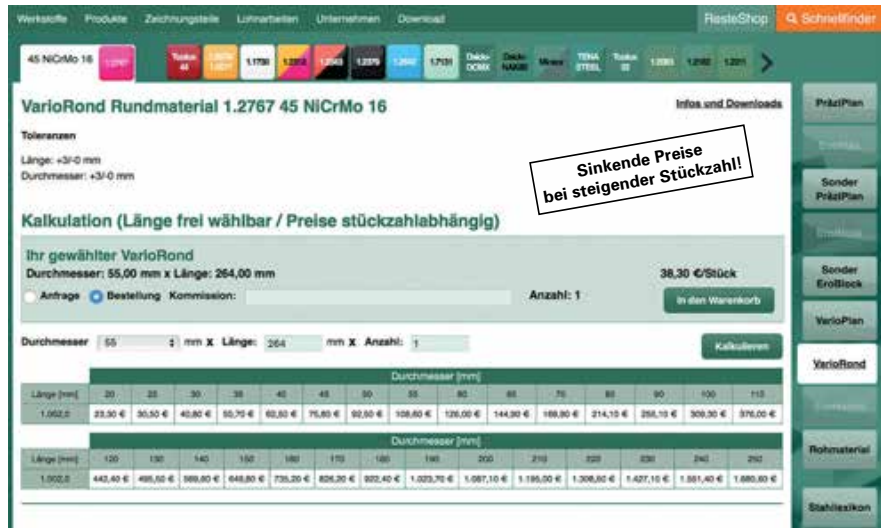 Werkstoffe Produkte Zeichnungsteile Lohnarbeiten Unternehmen Download ResteShop Schnellfinder
45 NiCrMo 16 1.2767 1.1730 1.2379 Toolox 33
VarioRond Rundmaterial 1.2767 45 NiCrMo 16
Infos und Downloads
Toleranzen
Länge: +3/-0 mm
Durchmesser: +3/-0 mm
Sinkende Preise
bei steigender Stückzahl!
Kalkulation (Länge frei wählbar / Preise stückzahlabhängig)
Ihr gewählter VarioRond
Durchmesser: 55,00 mm x Länge: 264,00 mm 38,30 €/Stück
Anfrage Bestellung Kommission: Anzahl: 1 In den Warenkorb
Durchmesser 55 mm X Länge: 264 mm X Anzahl: 1 Kalkulieren
Durchmesser [mm]
Länge [mm] 20 25 30 35 40 45 50 55 60 65 70 80 90 100 110
1.002,0 23,30 € 30,50 € 40,80 € 50,70 € 62,50 € 75,80 € 92,50 € 108,60 € 126,00 € 144,90 € 169,90 € 214,10 € 258,10 € 309,30 € 376,00 €
Durchmesser [mm]
Länge [mm] 120 130 140 150 160 170 180 190 200 210 220 230 240 250
1.002,0 442,40 € 495,50 € 569,80 € 649,80 € 735,20 € 826,20 € 922,40 € 1.023,70 € 1.087,10 € 1.195,00 € 1.308,50 € 1.427,10 € 1.551,40 € 1.680,60 €
PräziPlan
Sonder
PräziPlan
Sonder
EroBlock
VarioPlan
VarioRond
Rohmaterial
Stahllexikon